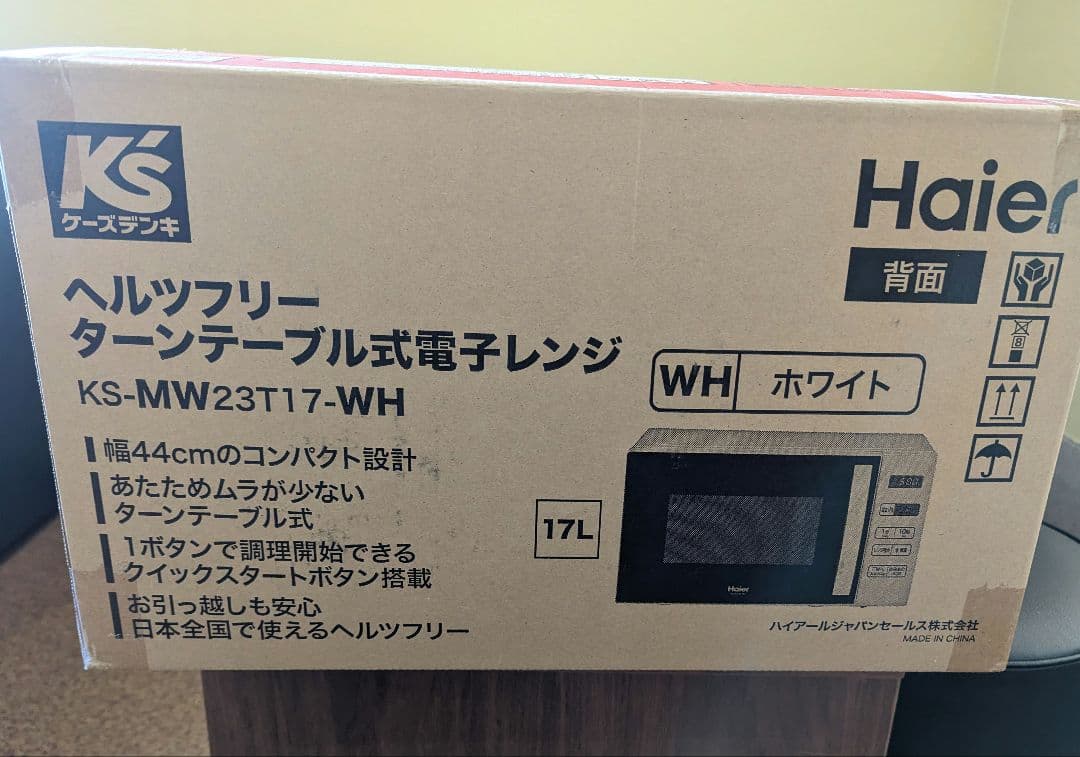 K's
ケーズデンキ
Haier
背面
ヘルツフリー
ターンテーブル式電子レンジ
KS-MW23T17-WH
WH ホワイト
幅44cmのコンパクト設計
あたためムラが少ない
ターンテーブル式
1ボタンで調理開始できる
クイックスタートボタン搭載
お引っ越しも安心
日本全国で使えるヘルツフリー
17L
8
Haier
ハイアールジャパンセールス株式会社
MADE IN CHINA